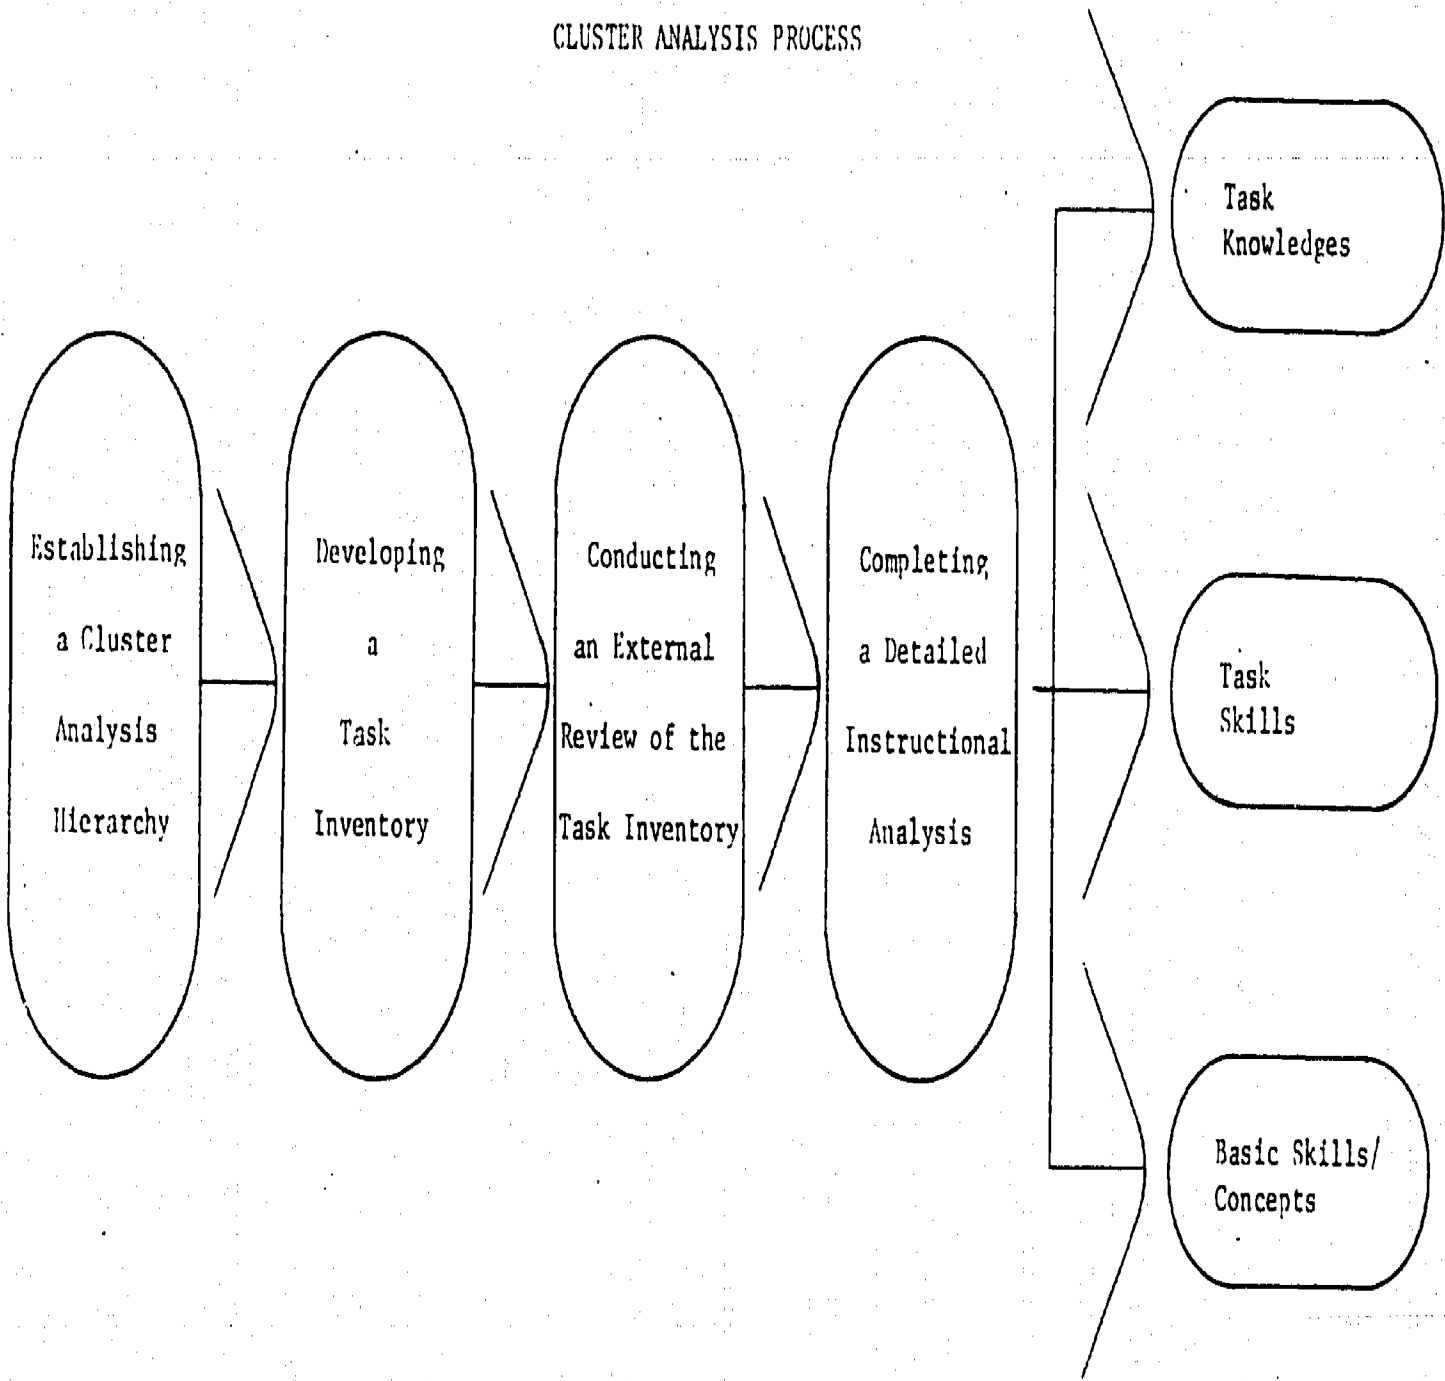 CLUSTER ANALYSIS PROCESS
Establishing
a Cluster
Analysis
Hierarchy
Developing
a
Task
Inventory
Conducting
an External
Review of the
Task Inventory
Completing
a Detailed
Instructional
Analysis
Task
Knowledges
Task
Skills
Basic Skills/
Concepts